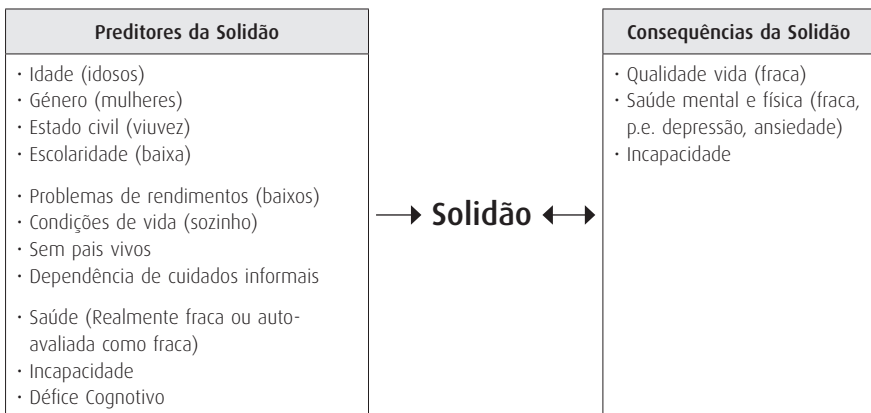 Preditores da Solidão
· Idade (idosos)
· Género (mulheres)
· Estado civil (viuvez)
· Escolaridade (baixa)
· Problemas de rendimentos (baixos)
· Condições de vida (sozinho)
· Sem pais vivos
· Dependência de cuidados informais
· Saúde (Realmente fraca ou auto-
avaliada como fraca)
· Incapacidade
· Défice Cognotivo
Solidão
Consequências da Solidão
· Qualidade vida (fraca)
· Saúde mental e física (fraca,
p.e. depressão, ansiedade)
· Incapacidade